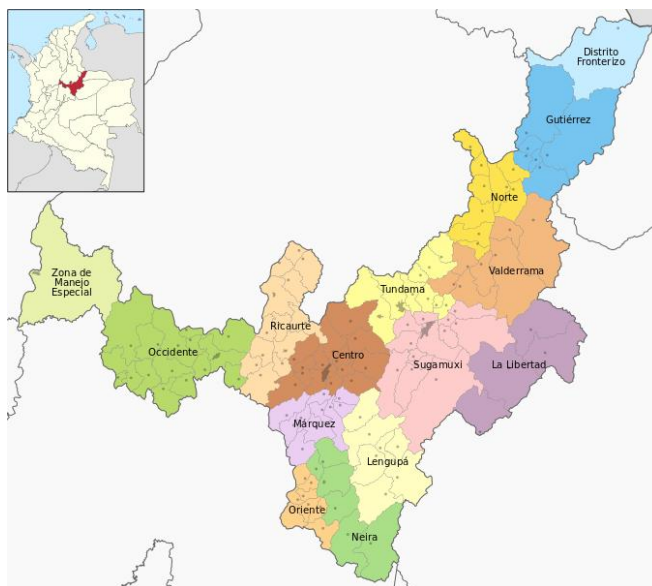 Distrito
Fronterizo
Gutiérrez
Norte
Valderrama
Zona de
Manejo
Especial
Tundama
Ricaurte
Occidente
Centro
Sugamuxi
La Libertad
Márquez
Lengupá
Oriente
Neira